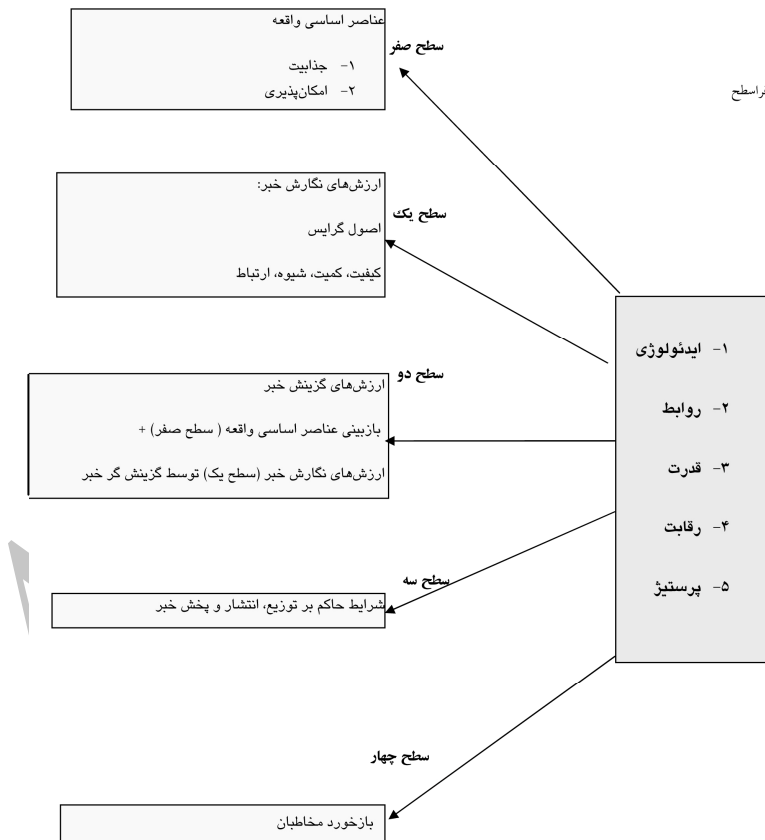 عناصر اساسی واقعه
سطح صفر
۱- جذابیت
۲- امکان‌پذیری
فراسطح
ارزش‌های نگارش خبر:
سطح یک
اصول گرایس
کیفیت، کمیت، شیوه، ارتباط
۱- ایدئولوژی
۲- روابط
۳- قدرت
۴- رقابت
۵- پرستیژ
سطح دو
ارزش‌های گزینش خبر
بازبینی عناصر اساسی واقعه ( سطح صفر) +
ارزش‌های نگارش خبر (سطح یک) توسط گزینش گر خبر
سطح سه
شرایط حاکم بر توزیع، انتشار و پخش خبر
سطح چهار
بازخورد مخاطبان